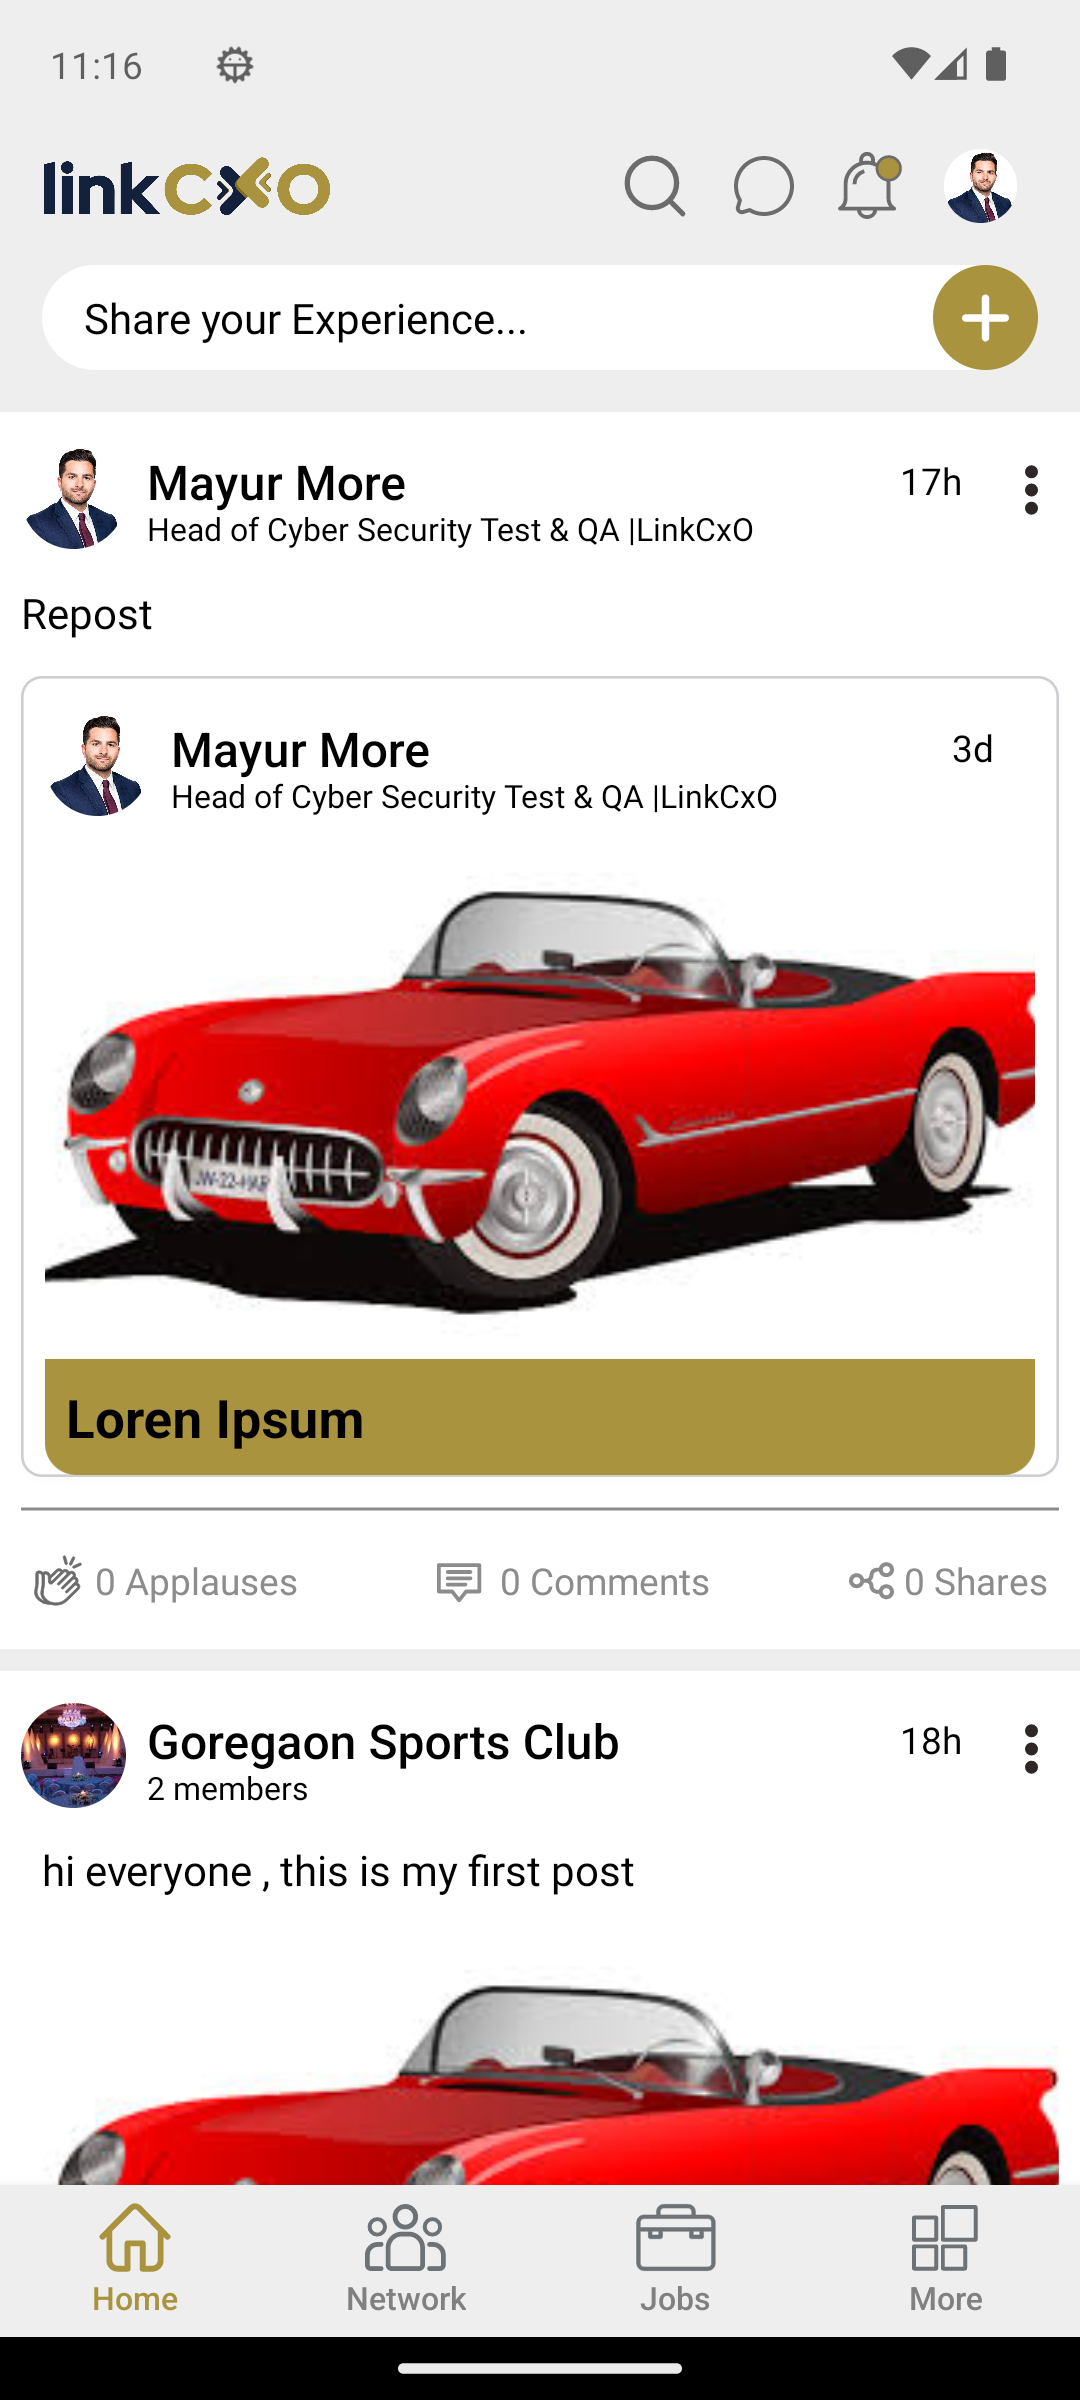 11:16
linkCxO
Share your Experience...
Mayur More
17h
Head of Cyber Security Test & QA |LinkCxO
Repost
Mayur More
3d
Head of Cyber Security Test & QA |LinkCxO
Loren Ipsum
0 Applauses
0 Comments
0 Shares
Goregaon Sports Club
18h
2 members
hi everyone , this is my first post
Home
Network
Jobs
More